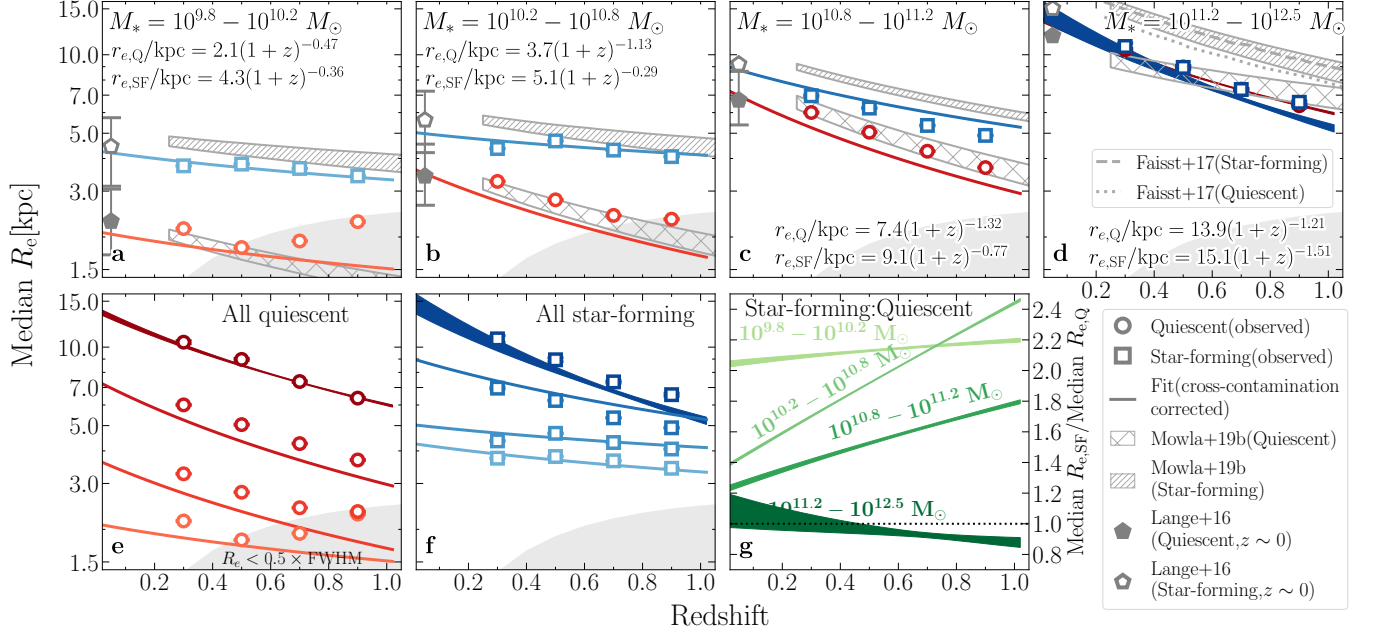 M* = 10^9.8 − 10^10.2 M⊙
r_e,Q/kpc = 2.1(1 + z)^−0.47
r_e,SF/kpc = 4.3(1 + z)^−0.36
a
M* = 10^10.2 − 10^10.8 M⊙
r_e,Q/kpc = 3.7(1 + z)^−1.13
r_e,SF/kpc = 5.1(1 + z)^−0.29
b
M* = 10^10.8 − 10^11.2 M⊙
r_e,Q/kpc = 7.4(1 + z)^−1.32
r_e,SF/kpc = 9.1(1 + z)^−0.77
c
M* = 10^11.2 − 10^12.5 M⊙
Faisst+17(Star-forming)
Faisst+17(Quiescent)
r_e,Q/kpc = 13.9(1 + z)^−1.21
r_e,SF/kpc = 15.1(1 + z)^−1.51
d
15.0
10.0
7.0
5.0
3.0
1.5
0.2 0.4 0.6 0.8 1.0
Median R_e[kpc]
All quiescent
R_e < 0.5 × FWHM
e
All star-forming
f
Star-forming:Quiescent
10^9.8 − 10^10.2 M⊙
10^10.2 − 10^10.8 M⊙
10^10.8 − 10^11.2 M⊙
10^11.2 − 10^12.5 M⊙
g
15.0
10.0
7.0
5.0
3.0
1.5
0.2 0.4 0.6 0.8 1.0
0.2 0.4 0.6 0.8 1.0
0.2 0.4 0.6 0.8 1.0
2.4
2.2
2.0
1.8
1.6
1.4
1.2
1.0
0.8
Median R_e,SF/Median R_e,Q
Redshift
Quiescent(observed)
Star-forming(observed)
Fit(cross-contamination
corrected)
Mowla+19b(Quiescent)
Mowla+19b
(Star-forming)
Lange+16
(Quiescent,z ∼ 0)
Lange+16
(Star-forming,z ∼ 0)